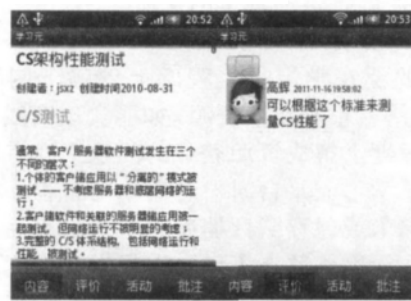 20:52
学习元
CS架构性能测试
创建者：jsxz 创建时间2010-08-31
C/S测试
通常，客户/服务器软件测试发生在三个
不同的层次：
1.个体的客户端应用以“分离的”模式被
测试——不考虑服务器和底层网络的运
行；
2.客户端软件和关联的服务器端应用被一
起测试，但网络运行不被明显的考虑；
3.完整的 C/S 体系结构，包括网络运行和
性能，被测试。
内容 评价 活动 批注
20:53
学习元
高辉 2011-11-16 19:58:02
可以根据这个标准来测
量CS性能了
内容 评价 活动 批注